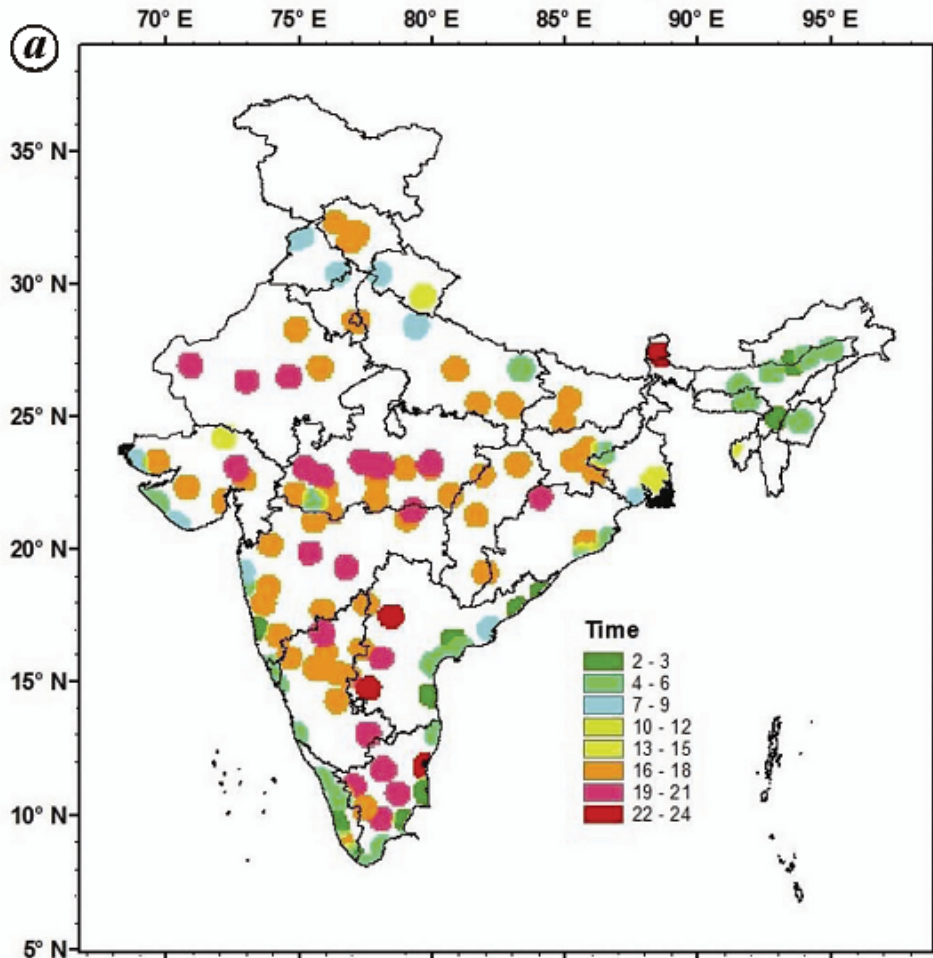 70° E 75° E 80° E 85° E 90° E 95° E
a
35° N
30° N
25° N
20° N
15° N
10° N
5° N
Time
2 - 3
4 - 6
7 - 9
10 - 12
13 - 15
16 - 18
19 - 21
22 - 24